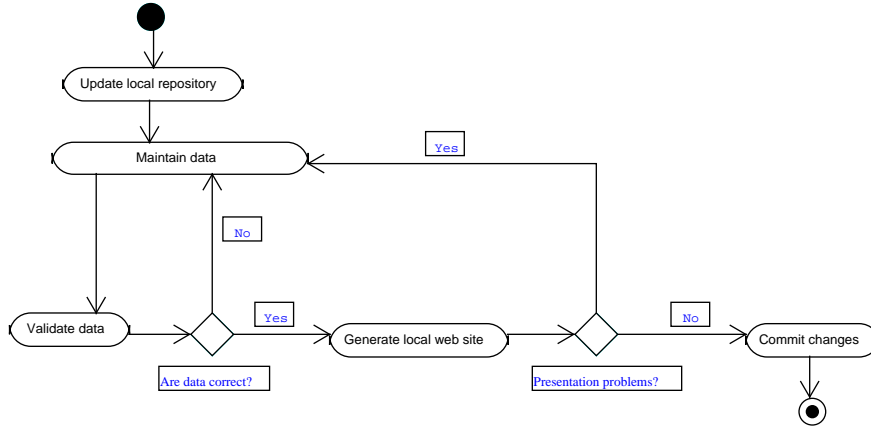 Update local repository
Maintain data
Yes
No
Validate data
Yes
Generate local web site
No
Commit changes
Are data correct?
Presentation problems?